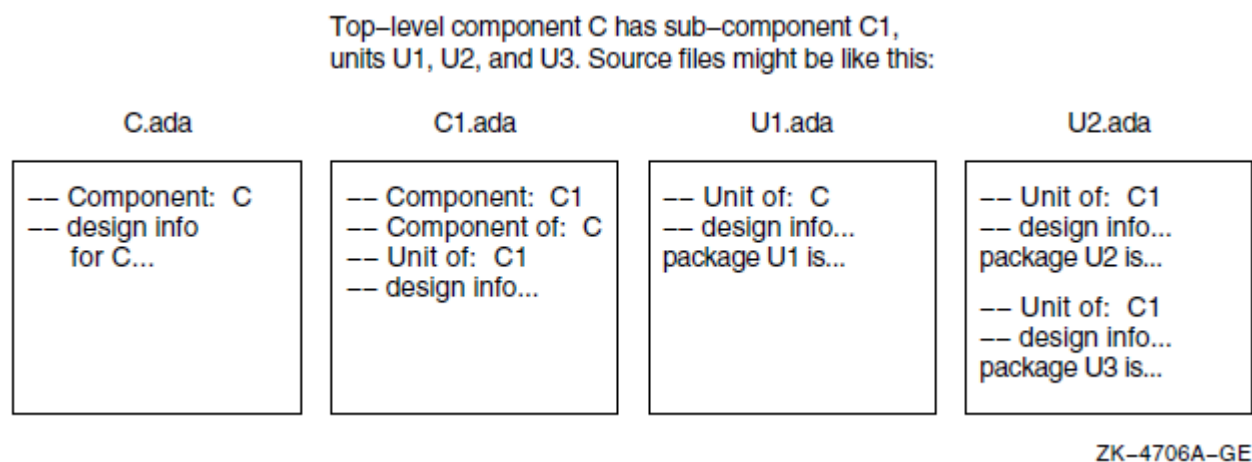 Top–level component C has sub–component C1,
units U1, U2, and U3. Source files might be like this:
C.ada
C1.ada
U1.ada
U2.ada
–– Component: C
–– design info
for C...
–– Component: C1
–– Component of: C
–– Unit of: C1
–– design info...
–– Unit of: C
–– design info...
package U1 is...
–– Unit of: C1
–– design info...
package U2 is...
–– Unit of: C1
–– design info...
package U3 is...
ZK–4706A–GE